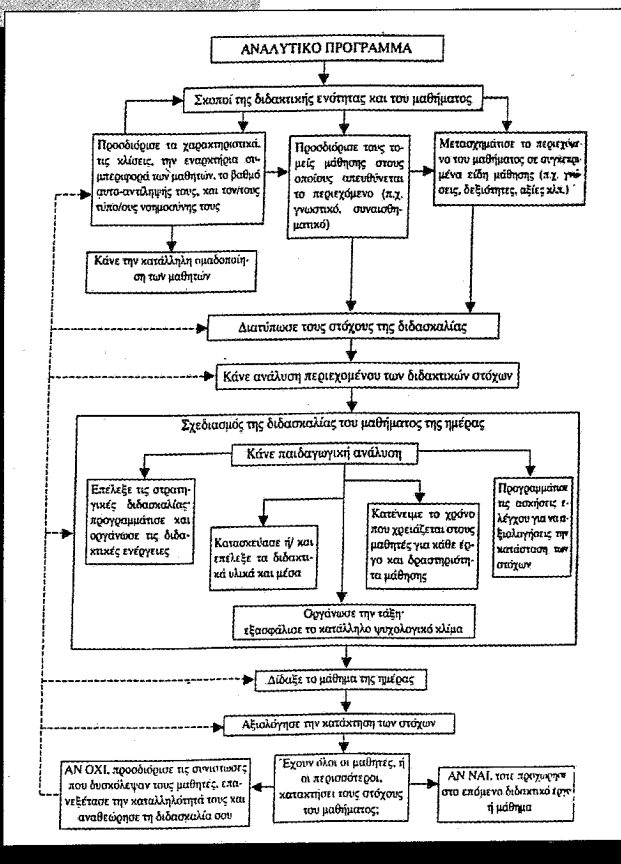 ΑΝΑΛΥΤΙΚΟ ΠΡΟΓΡΑΜΜΑ
Σκοποί της διδακτικής ενότητας και του μαθήματος
Προσδιόρισε τα χαρακτηριστικά,
τις κλίσεις, την εναρκτήρια συ-
μπεριφορά των μαθητών, το βαθμό
αυτο-αντίληψής τους, και τον/τους
τύπο/ους νοημοσύνης τους
Προσδιόρισε τους το-
μείς μάθησης στους
οποίους απευθύνεται
το περιεχόμενο (π.χ.
γνωστικό, συναισθη-
ματικό)
Μετασχημάτισε το περιεχόμε-
νο του μαθήματος σε συγκεκρι-
μένα είδη μάθησης (π.χ. γνώ-
σεις, δεξιότητες, αξίες κλπ.)
Κάνε την κατάλληλη ομαδοποίη-
ση των μαθητών
Διατύπωσε τους στόχους της διδασκαλίας
Κάνε ανάλυση περιεχομένου των διδακτικών στόχων
Σχεδιασμός της διδασκαλίας του μαθήματος της ημέρας
Κάνε παιδαγωγική ανάλυση
Επέλεξε τις στρατη-
γικές διδασκαλίας·
προγραμμάτισε και
οργάνωσε τις διδα-
κτικές ενέργειες
Κατασκεύασε ή/ και
επέλεξε τα διδακτι-
κά υλικά και μέσα
Κατένειμε το χρόνο
που χρειάζεται στους
μαθητές για κάθε έρ-
γο και δραστηριότη-
τα μάθησης
Προγραμμάτισε
τις ασκήσεις ε-
λέγχου για να α-
ξιολογήσεις την
κατάσταση των
στόχων
Οργάνωσε την τάξη·
εξασφάλισε το κατάλληλο ψυχολογικό κλίμα
Δίδαξε το μάθημα της ημέρας
Αξιολόγησε την κατάκτηση των στόχων
Έχουν όλοι οι μαθητές, ή
οι περισσότεροι,
κατακτήσει τους στόχους
του μαθήματος;
ΑΝ ΟΧΙ, προσδιόρισε τις συνιστώσες
που δυσκόλεψαν τους μαθητές, επα-
νεξέτασε την καταλληλότητά τους και
αναθεώρησε τη διδασκαλία σου
ΑΝ ΝΑΙ, τότε προχώρησε
στο επόμενο διδακτικό έργο
ή μάθημα